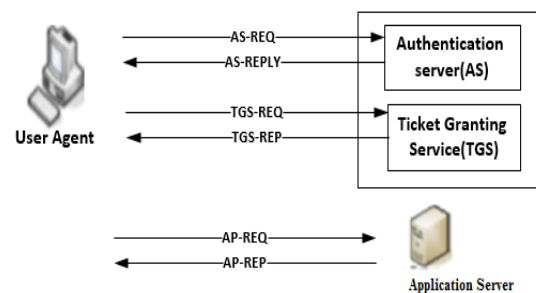 AS-REQ
AS-REPLY
Authentication
server(AS)
TGS-REQ
TGS-REP
Ticket Granting
Service(TGS)
User Agent
AP-REQ
AP-REP
Application Server